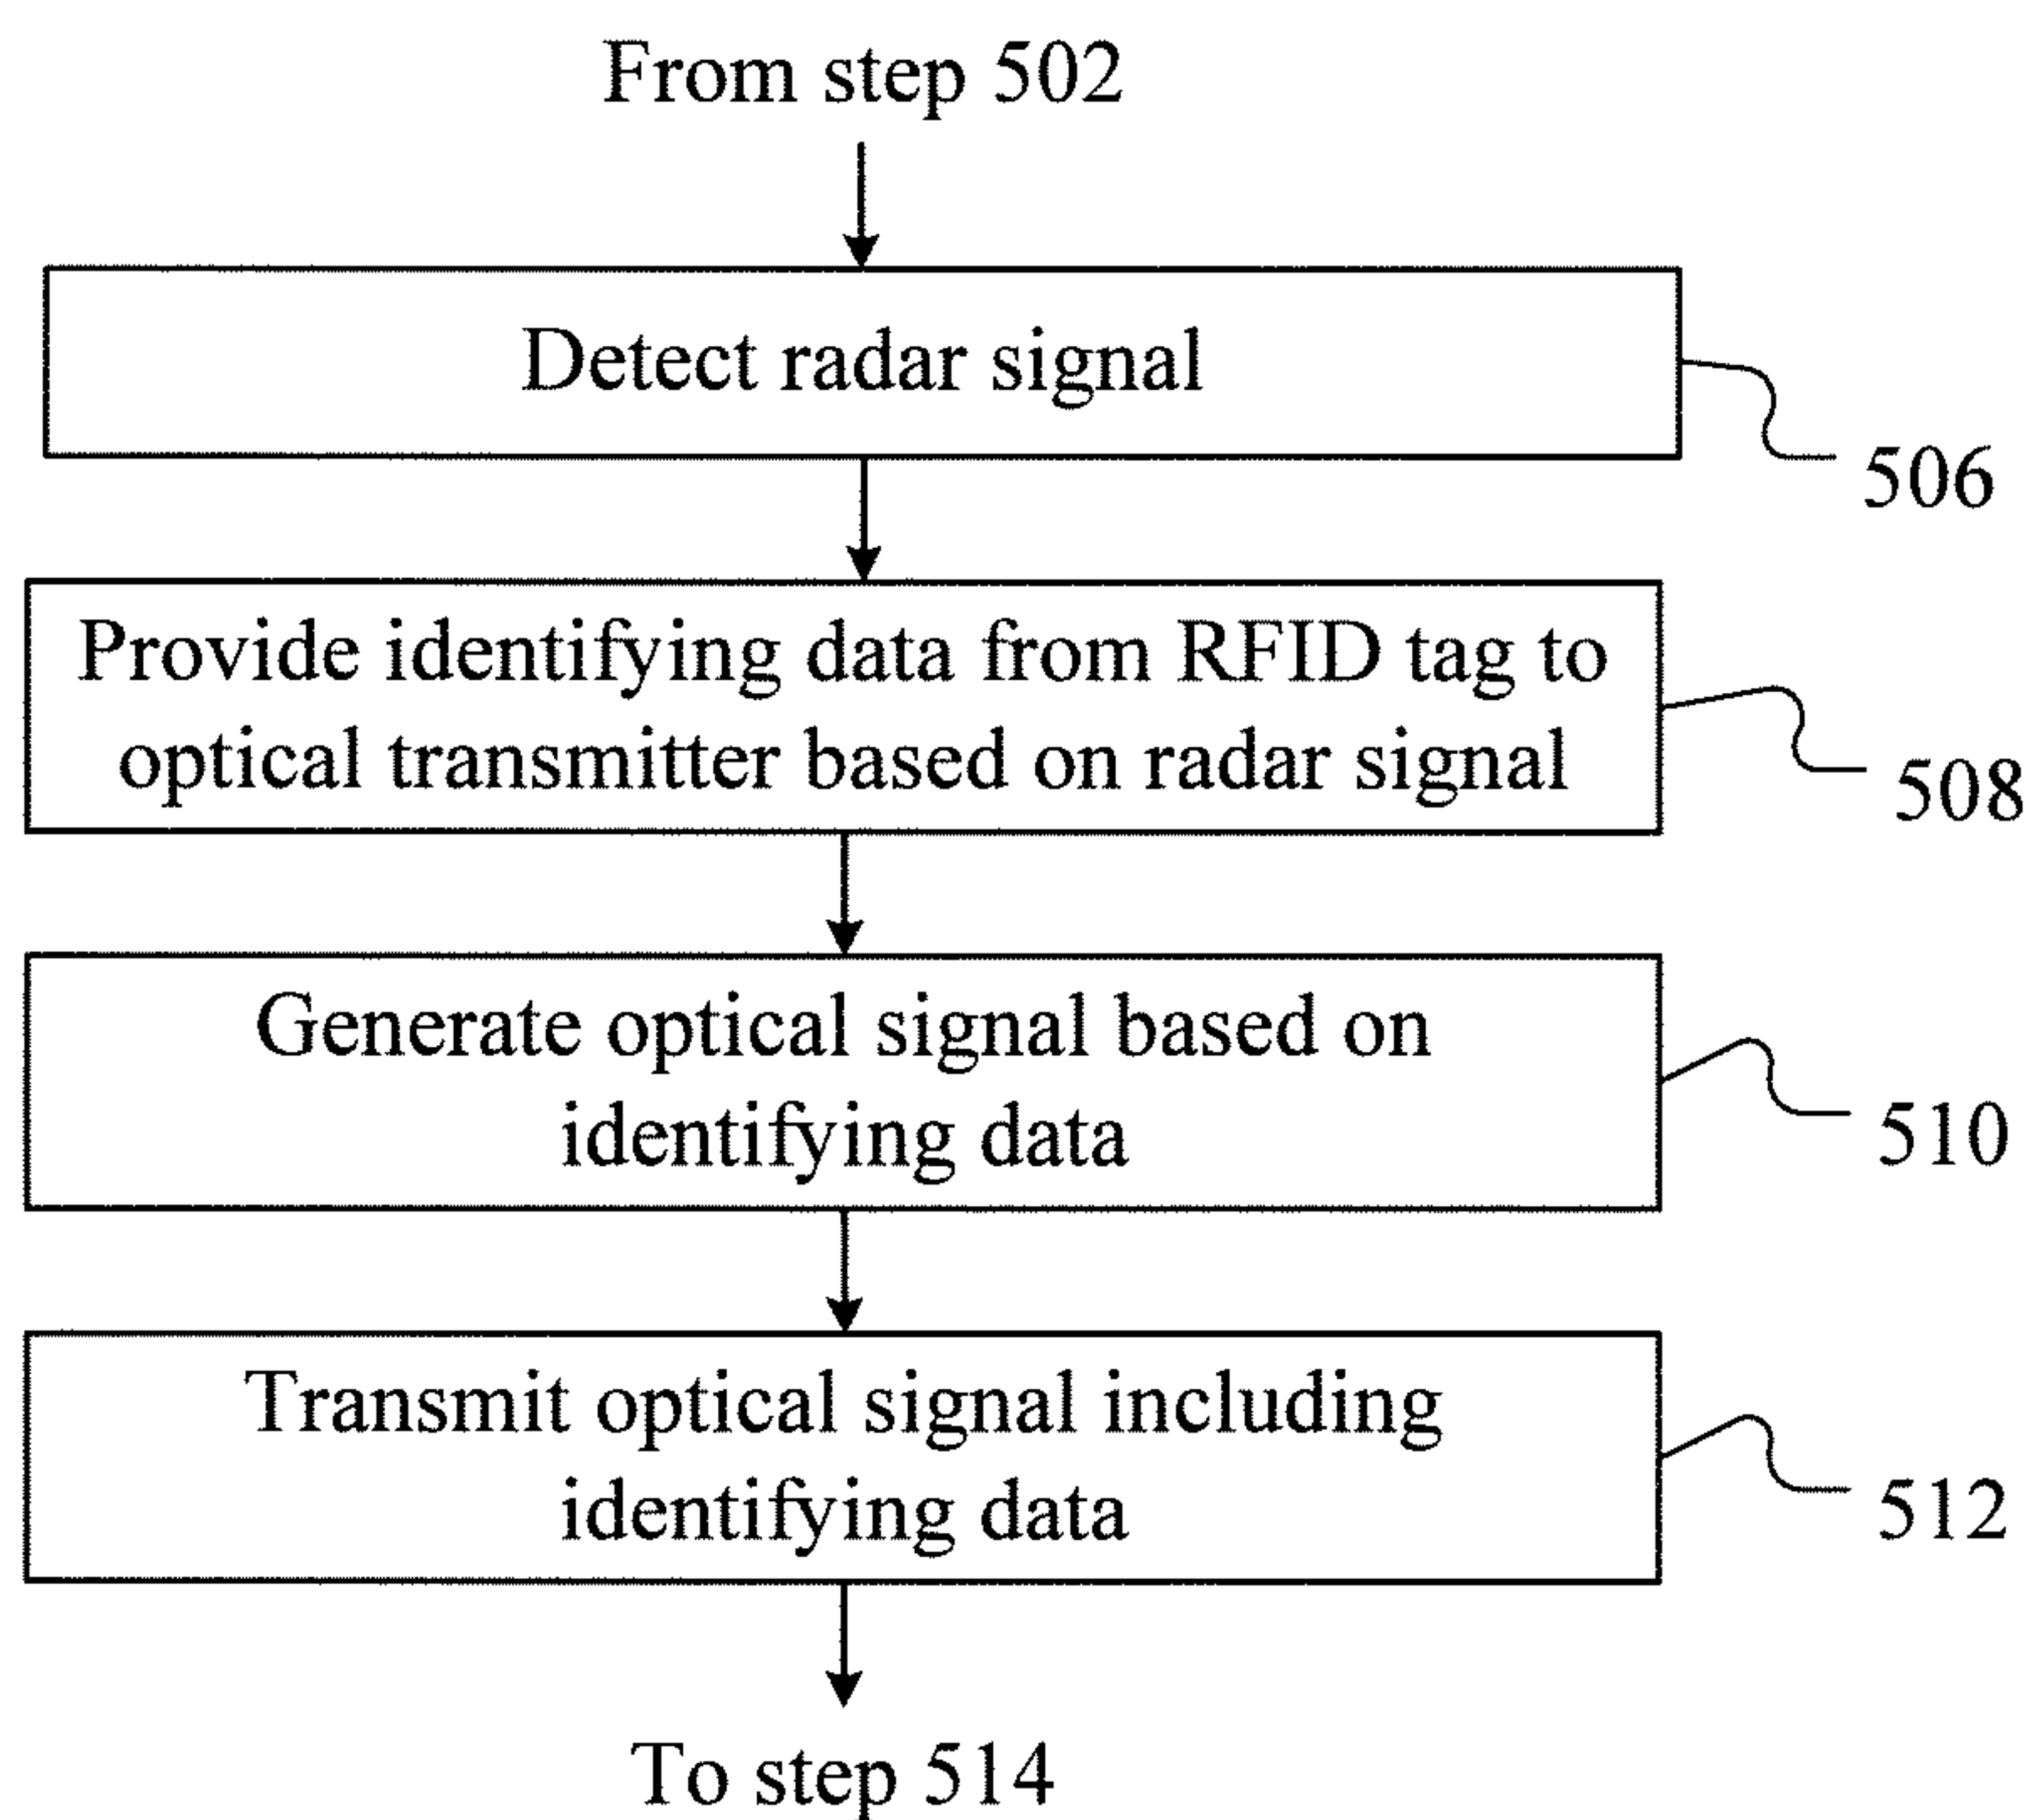 From step 502
Detect radar signal
506
Provide identifying data from RFID tag to
optical transmitter based on radar signal
508
Generate optical signal based on
identifying data
510
Transmit optical signal including
identifying data
512
To step 514